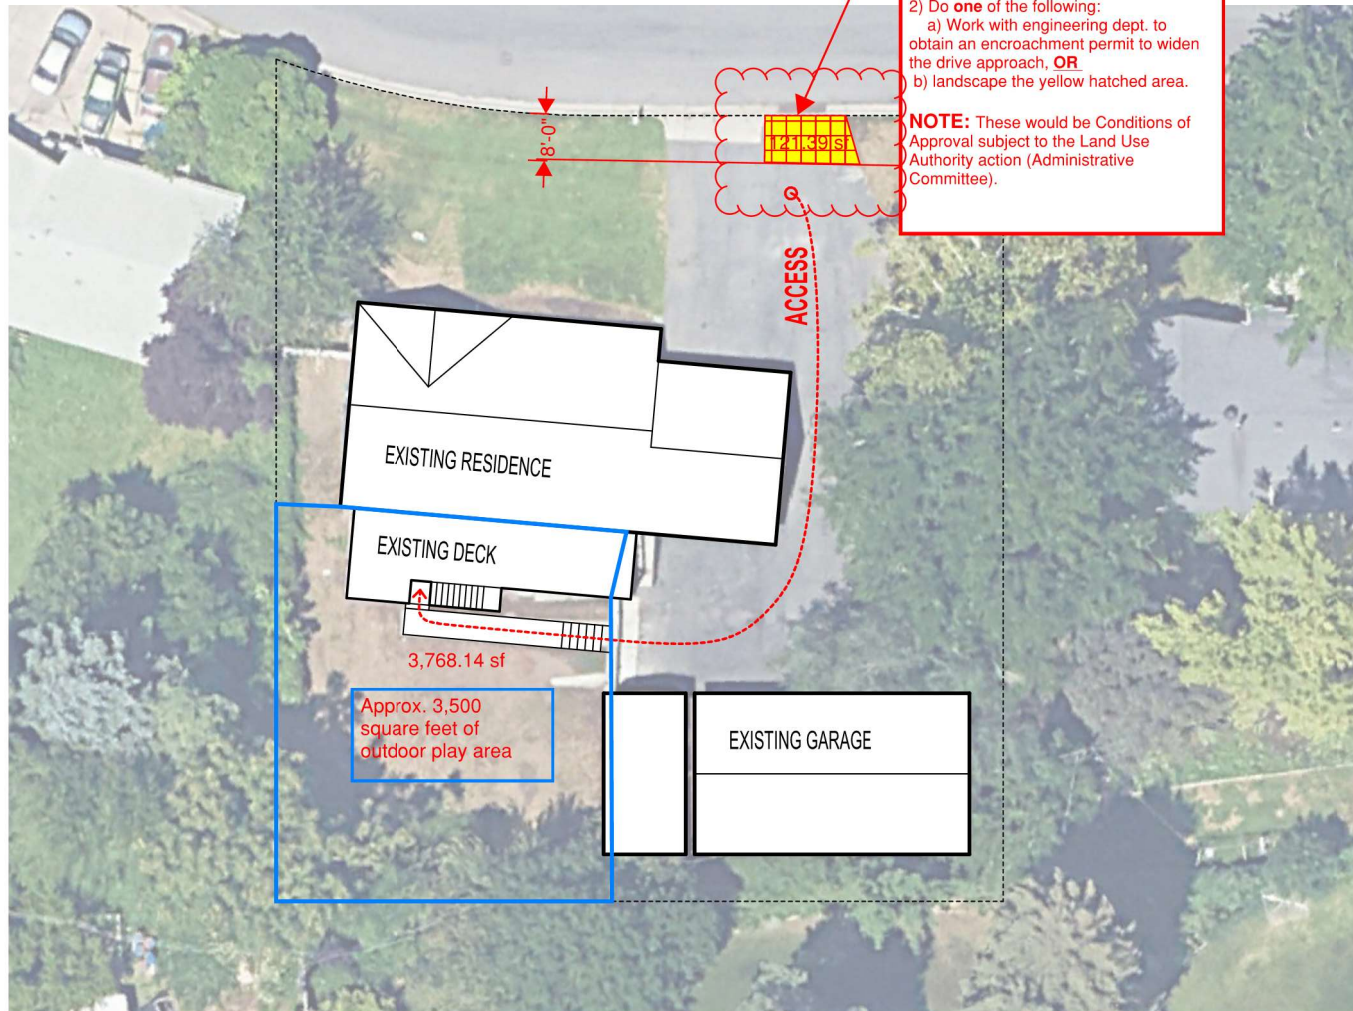 2) Do one of the following:
a) Work with engineering dept. to
obtain an encroachment permit to widen
the drive approach, OR
b) landscape the yellow hatched area.
NOTE: These would be Conditions of
Approval subject to the Land Use
Authority action (Administrative
Committee).
8'-0"
121.39 sf
ACCESS
EXISTING RESIDENCE
EXISTING DECK
3,768.14 sf
Approx. 3,500
square feet of
outdoor play area
EXISTING GARAGE